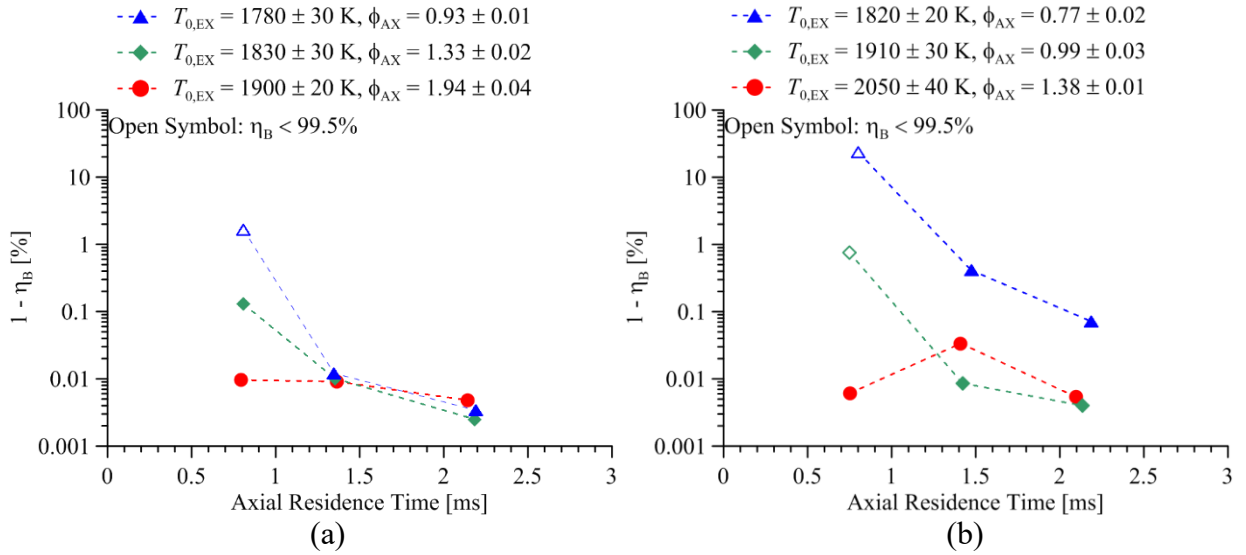 T0,EX = 1780 ± 30 K, ϕAX = 0.93 ± 0.01
T0,EX = 1830 ± 30 K, ϕAX = 1.33 ± 0.02
T0,EX = 1900 ± 20 K, ϕAX = 1.94 ± 0.04
100
Open Symbol: ηB < 99.5%
10
1
0.1
0.01
0.001
1 - ηB [%]
0 0.5 1 1.5 2 2.5 3
Axial Residence Time [ms]
(a)
T0,EX = 1820 ± 20 K, ϕAX = 0.77 ± 0.02
T0,EX = 1910 ± 30 K, ϕAX = 0.99 ± 0.03
T0,EX = 2050 ± 40 K, ϕAX = 1.38 ± 0.01
100
Open Symbol: ηB < 99.5%
10
1
0.1
0.01
0.001
1 - ηB [%]
0 0.5 1 1.5 2 2.5 3
Axial Residence Time [ms]
(b)